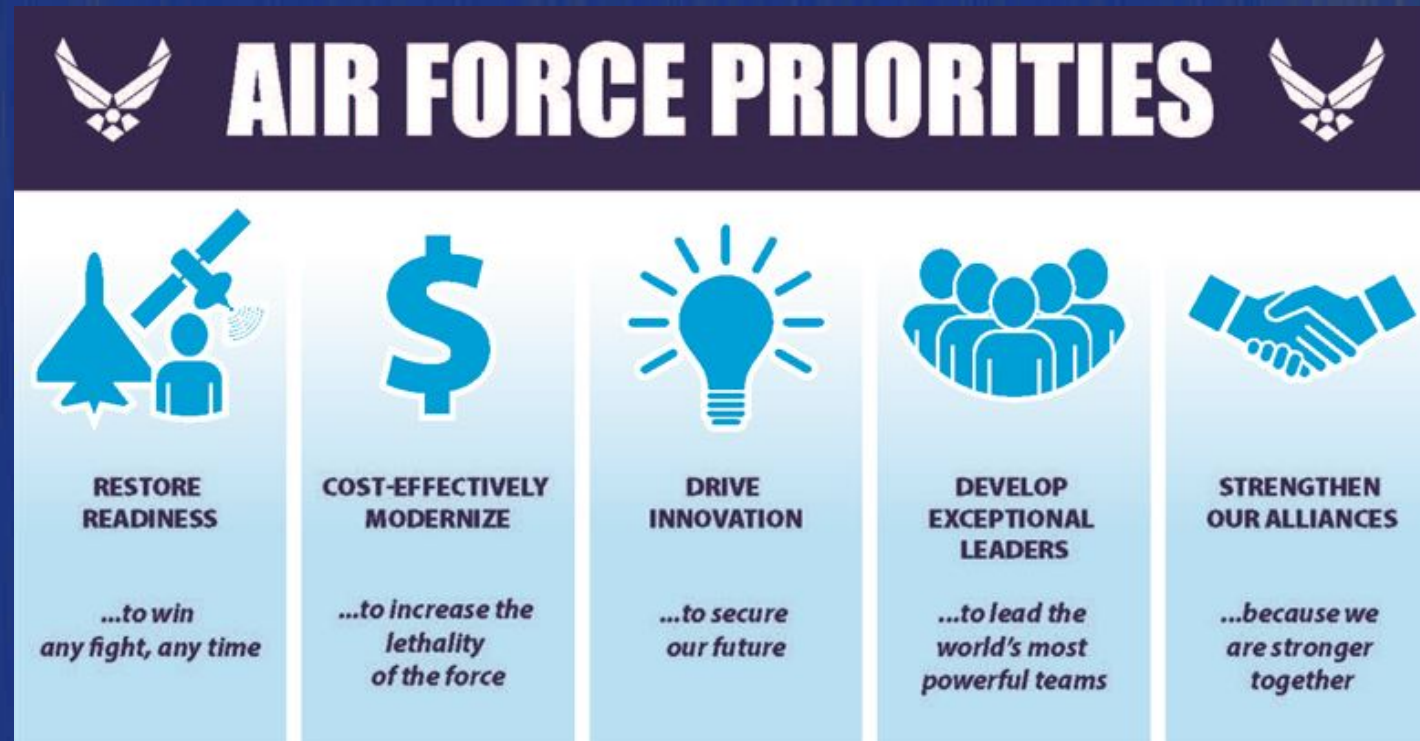 AIR FORCE PRIORITIES
RESTORE
READINESS
...to win
any fight, any time
COST-EFFECTIVELY
MODERNIZE
...to increase the
lethality
of the force
DRIVE
INNOVATION
...to secure
our future
DEVELOP
EXCEPTIONAL
LEADERS
...to lead the
world's most
powerful teams
STRENGTHEN
OUR ALLIANCES
...because we
are stronger
together